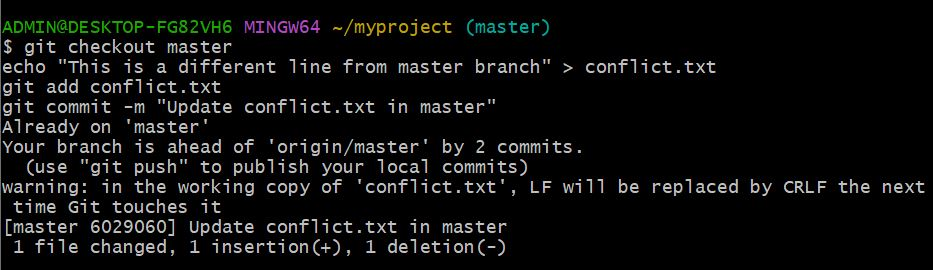 ADMIN@DESKTOP-FG82VH6 MINGW64 ~/myproject (master)
$ git checkout master
echo "This is a different line from master branch" > conflict.txt
git add conflict.txt
git commit -m "Update conflict.txt in master"
Already on 'master'
Your branch is ahead of 'origin/master' by 2 commits.
  (use "git push" to publish your local commits)
warning: in the working copy of 'conflict.txt', LF will be replaced by CRLF the next
 time Git touches it
[master 6029060] Update conflict.txt in master
 1 file changed, 1 insertion(+), 1 deletion(-)